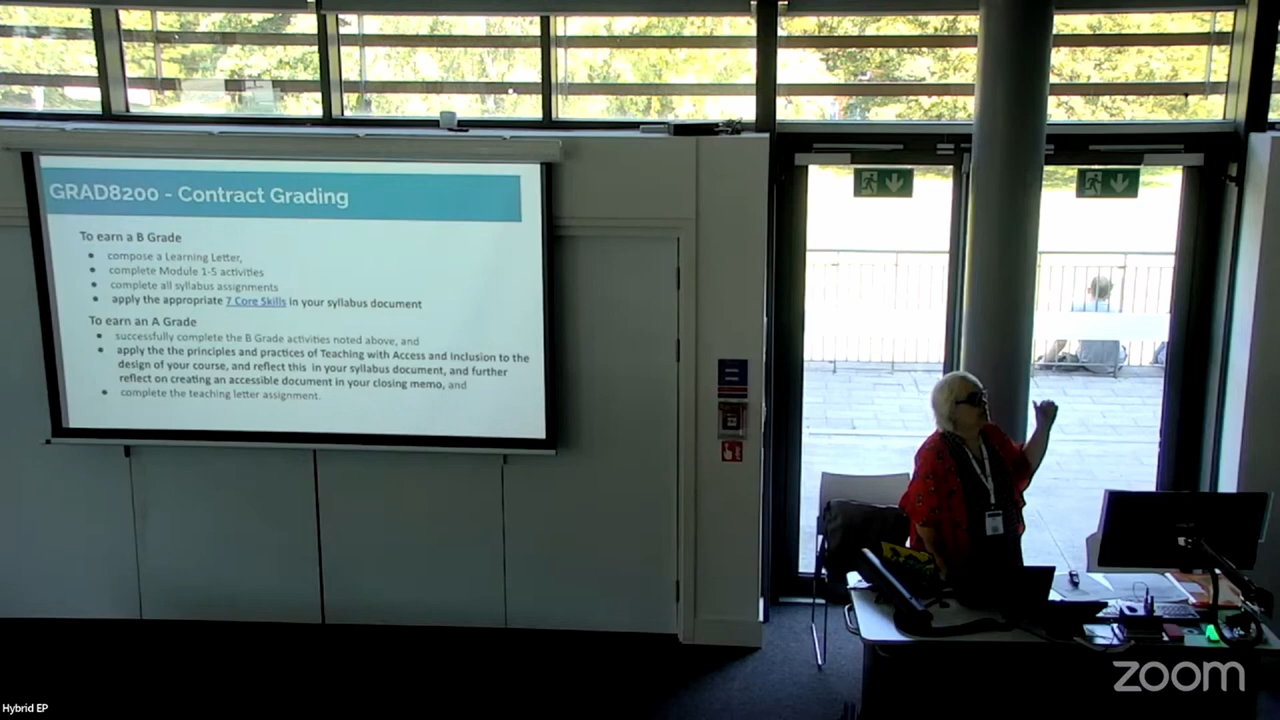 GRAD8200 - Contract Grading
To earn a B Grade
compose a Learning Letter,
complete Module 1-5 activities
complete all syllabus assignments
apply the appropriate 7 Core Skills in your syllabus document
To earn an A Grade
successfully complete the B Grade activities noted above, and
apply the the principles and practices of Teaching with Access and Inclusion to the
design of your course, and reflect this in your syllabus document, and further
reflect on creating an accessible document in your closing memo, and
complete the teaching letter assignment.
zoom
Hybrid EP